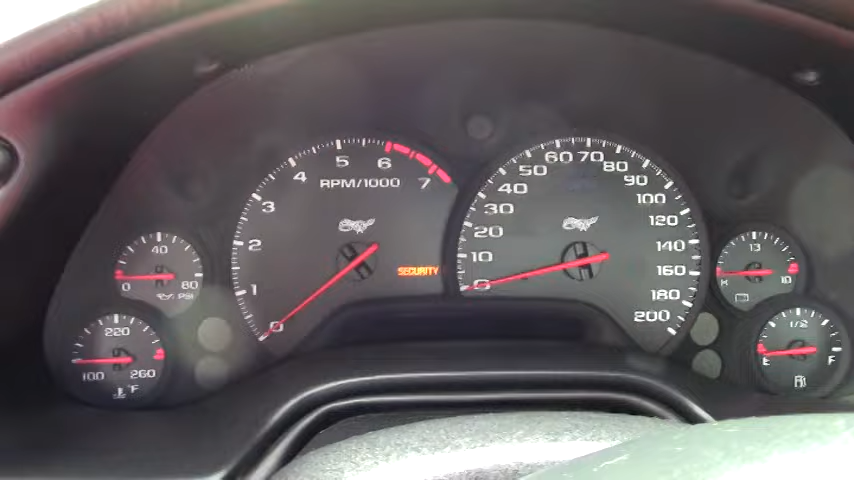 0 40 80
PSI
100 220 260
°F
0 1 2 3 4 5 6 7
RPM/1000
SECURITY
0 10 20 30 40 50 60 70 80 90 100 120 140 160 180 200
13
1/2
E F